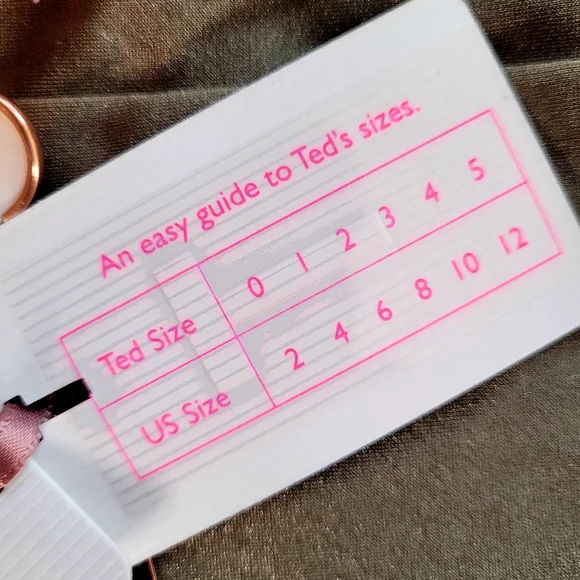 An easy guide to Ted's sizes.
Ted Size 0 1 2 3 4 5
US Size 2 4 6 8 10 12